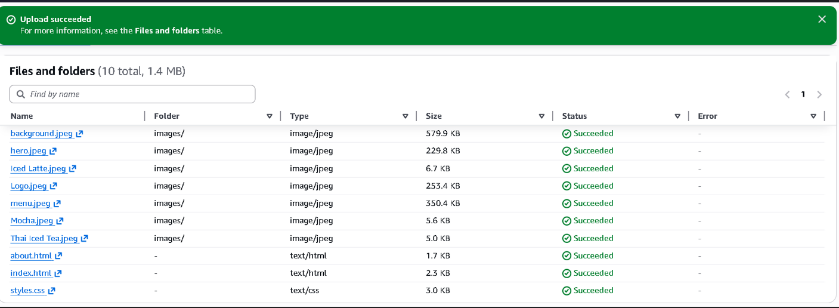 Upload succeeded
For more information, see the Files and folders table.
Files and folders (10 total, 1.4 MB)
Find by name
1
Name Folder Type Size Status Error
background.jpeg images/ image/jpeg 579.9 KB Succeeded -
hero.jpeg images/ image/jpeg 229.8 KB Succeeded -
Iced Latte.jpeg images/ image/jpeg 6.7 KB Succeeded -
Logo.jpeg images/ image/jpeg 253.4 KB Succeeded -
menu.jpeg images/ image/jpeg 350.4 KB Succeeded -
Mocha.jpeg images/ image/jpeg 5.6 KB Succeeded -
Thai Iced Tea.jpeg images/ image/jpeg 5.0 KB Succeeded -
about.html - text/html 1.7 KB Succeeded -
index.html - text/html 2.3 KB Succeeded -
styles.css - text/css 3.0 KB Succeeded -